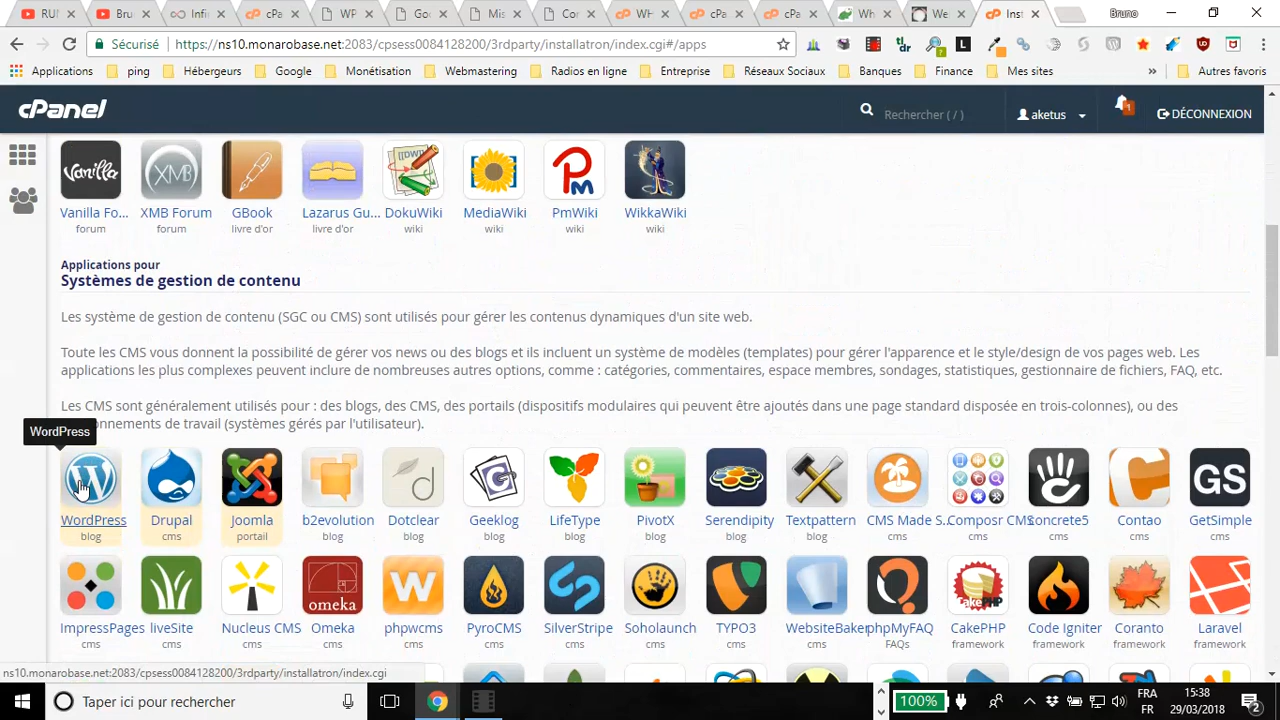 RUN
Bru
Infin
cPa
WP
Goo
Mis
Co
WH
cPa
cPa
Wh
We
Inst
Bruno
Sécurisé
https://ns10.monarobase.net:2083/cpsess0084128200/3rdparty/installatron/index.cgi#/apps
Applications
ping
Hébergeurs
Google
Monétisation
Webmastering
Radios en ligne
Entreprise
Réseaux Sociaux
Banques
Finance
Mes sites
»
Autres favoris
cPanel
Rechercher ( / )
aketus
1
DÉCONNEXION
Vanilla Fo...
XMB Forum
GBook
Lazarus Gu...
DokuWiki
MediaWiki
PmWiki
WikkaWiki
forum
forum
livre d'or
livre d'or
wiki
wiki
wiki
wiki
Applications pour
Systèmes de gestion de contenu
Les système de gestion de contenu (SGC ou CMS) sont utilisés pour gérer les contenus dynamiques d'un site web.
Toute les CMS vous donnent la possibilité de gérer vos news ou des blogs et ils incluent un système de modèles (templates) pour gérer l'apparence et le style/design de vos pages web. Les
applications les plus complexes peuvent inclure de nombreuses autres options, comme : catégories, commentaires, espace membres, sondages, statistiques, gestionnaire de fichiers, FAQ, etc.
Les CMS sont généralement utilisés pour : des blogs, des CMS, des portails (dispositifs modulaires qui peuvent être ajoutés dans une page standard disposée en trois-colonnes), ou des
onnements de travail (systèmes gérés par l'utilisateur).
WordPress
WordPress
Drupal
Joomla
b2evolution
Dotclear
Geeklog
LifeType
PivotX
Serendipity
Textpattern
CMS Made S...
Composr CMS
concrete5
Contao
GetSimple
blog
cms
portail
blog
blog
blog
blog
blog
blog
blog
cms
cms
cms
cms
cms
ImpressPages
liveSite
Nucleus CMS
Omeka
phpwcms
PyroCMS
SilverStripe
Soholaunch
TYPO3
WebsiteBaker
phpMyFAQ
CakePHP
Code Igniter
Coranto
Laravel
cms
cms
cms
cms
cms
cms
cms
cms
cms
cms
FAQs
framework
framework
framework
framework
ns10.monarobase.net:2083/cpsess0084128200/3rdparty/installatron/index.cgi
Taper ici pour rechercher
100%
FRA
FR
15:38
29/03/2018
2